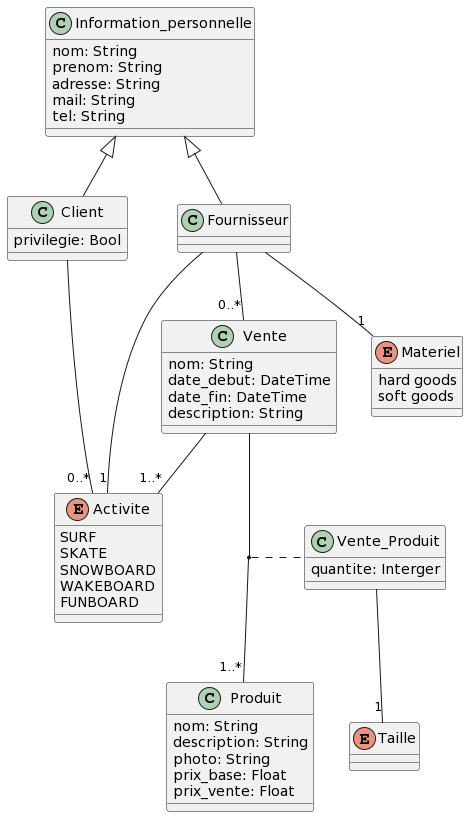 C Information_personnelle
nom: String
prenom: String
adresse: String
mail: String
tel: String
C Client
privilegie: Bool
C Fournisseur
0..*
1
C Vente
nom: String
date_debut: DateTime
date_fin: DateTime
description: String
E Materiel
hard goods
soft goods
0..*
1
1..*
E Activite
SURF
SKATE
SNOWBOARD
WAKEBOARD
FUNBOARD
C Vente_Produit
quantite: Interger
1..*
1
C Produit
nom: String
description: String
photo: String
prix_base: Float
prix_vente: Float
E Taille